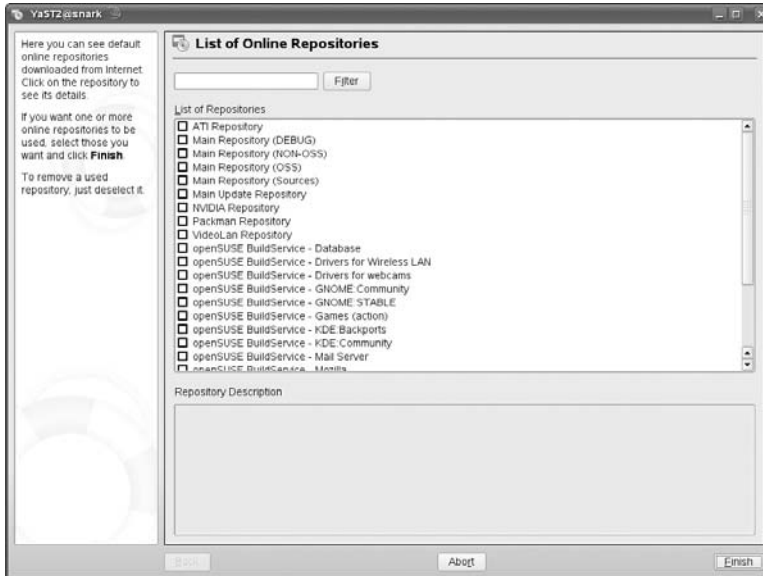 YaST2@snark
Here you can see default
online repositories
downloaded from Internet.
Click on the repository to
see its details.
If you want one or more
online repositories to be
used, select those you
want and click Finish.
To remove a used
repository, just deselect it.
List of Online Repositories
Filter
List of Repositories
ATI Repository
Main Repository (DEBUG)
Main Repository (NON-OSS)
Main Repository (OSS)
Main Repository (Sources)
Main Update Repository
NVIDIA Repository
Packman Repository
VideoLan Repository
openSUSE BuildService - Database
openSUSE BuildService - Drivers for Wireless LAN
openSUSE BuildService - Drivers for webcams
openSUSE BuildService - GNOME:Community
openSUSE BuildService - GNOME:STABLE
openSUSE BuildService - Games (action)
openSUSE BuildService - KDE:Backports
openSUSE BuildService - KDE:Community
openSUSE BuildService - Mail Server
openSUSE BuildService - Mozilla
Repository Description
Back
Abort
Finish